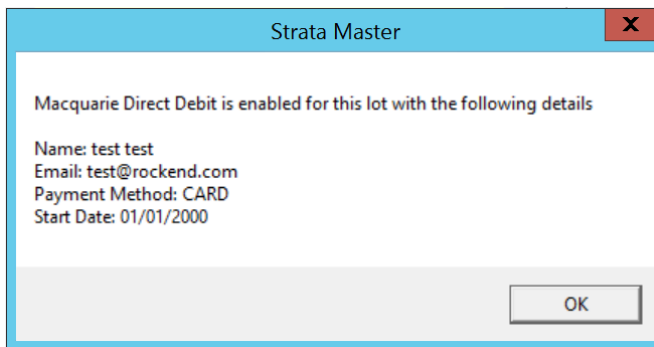 Strata Master
X
Macquarie Direct Debit is enabled for this lot with the following details
Name: test test
Email: test@rockend.com
Payment Method: CARD
Start Date: 01/01/2000
OK